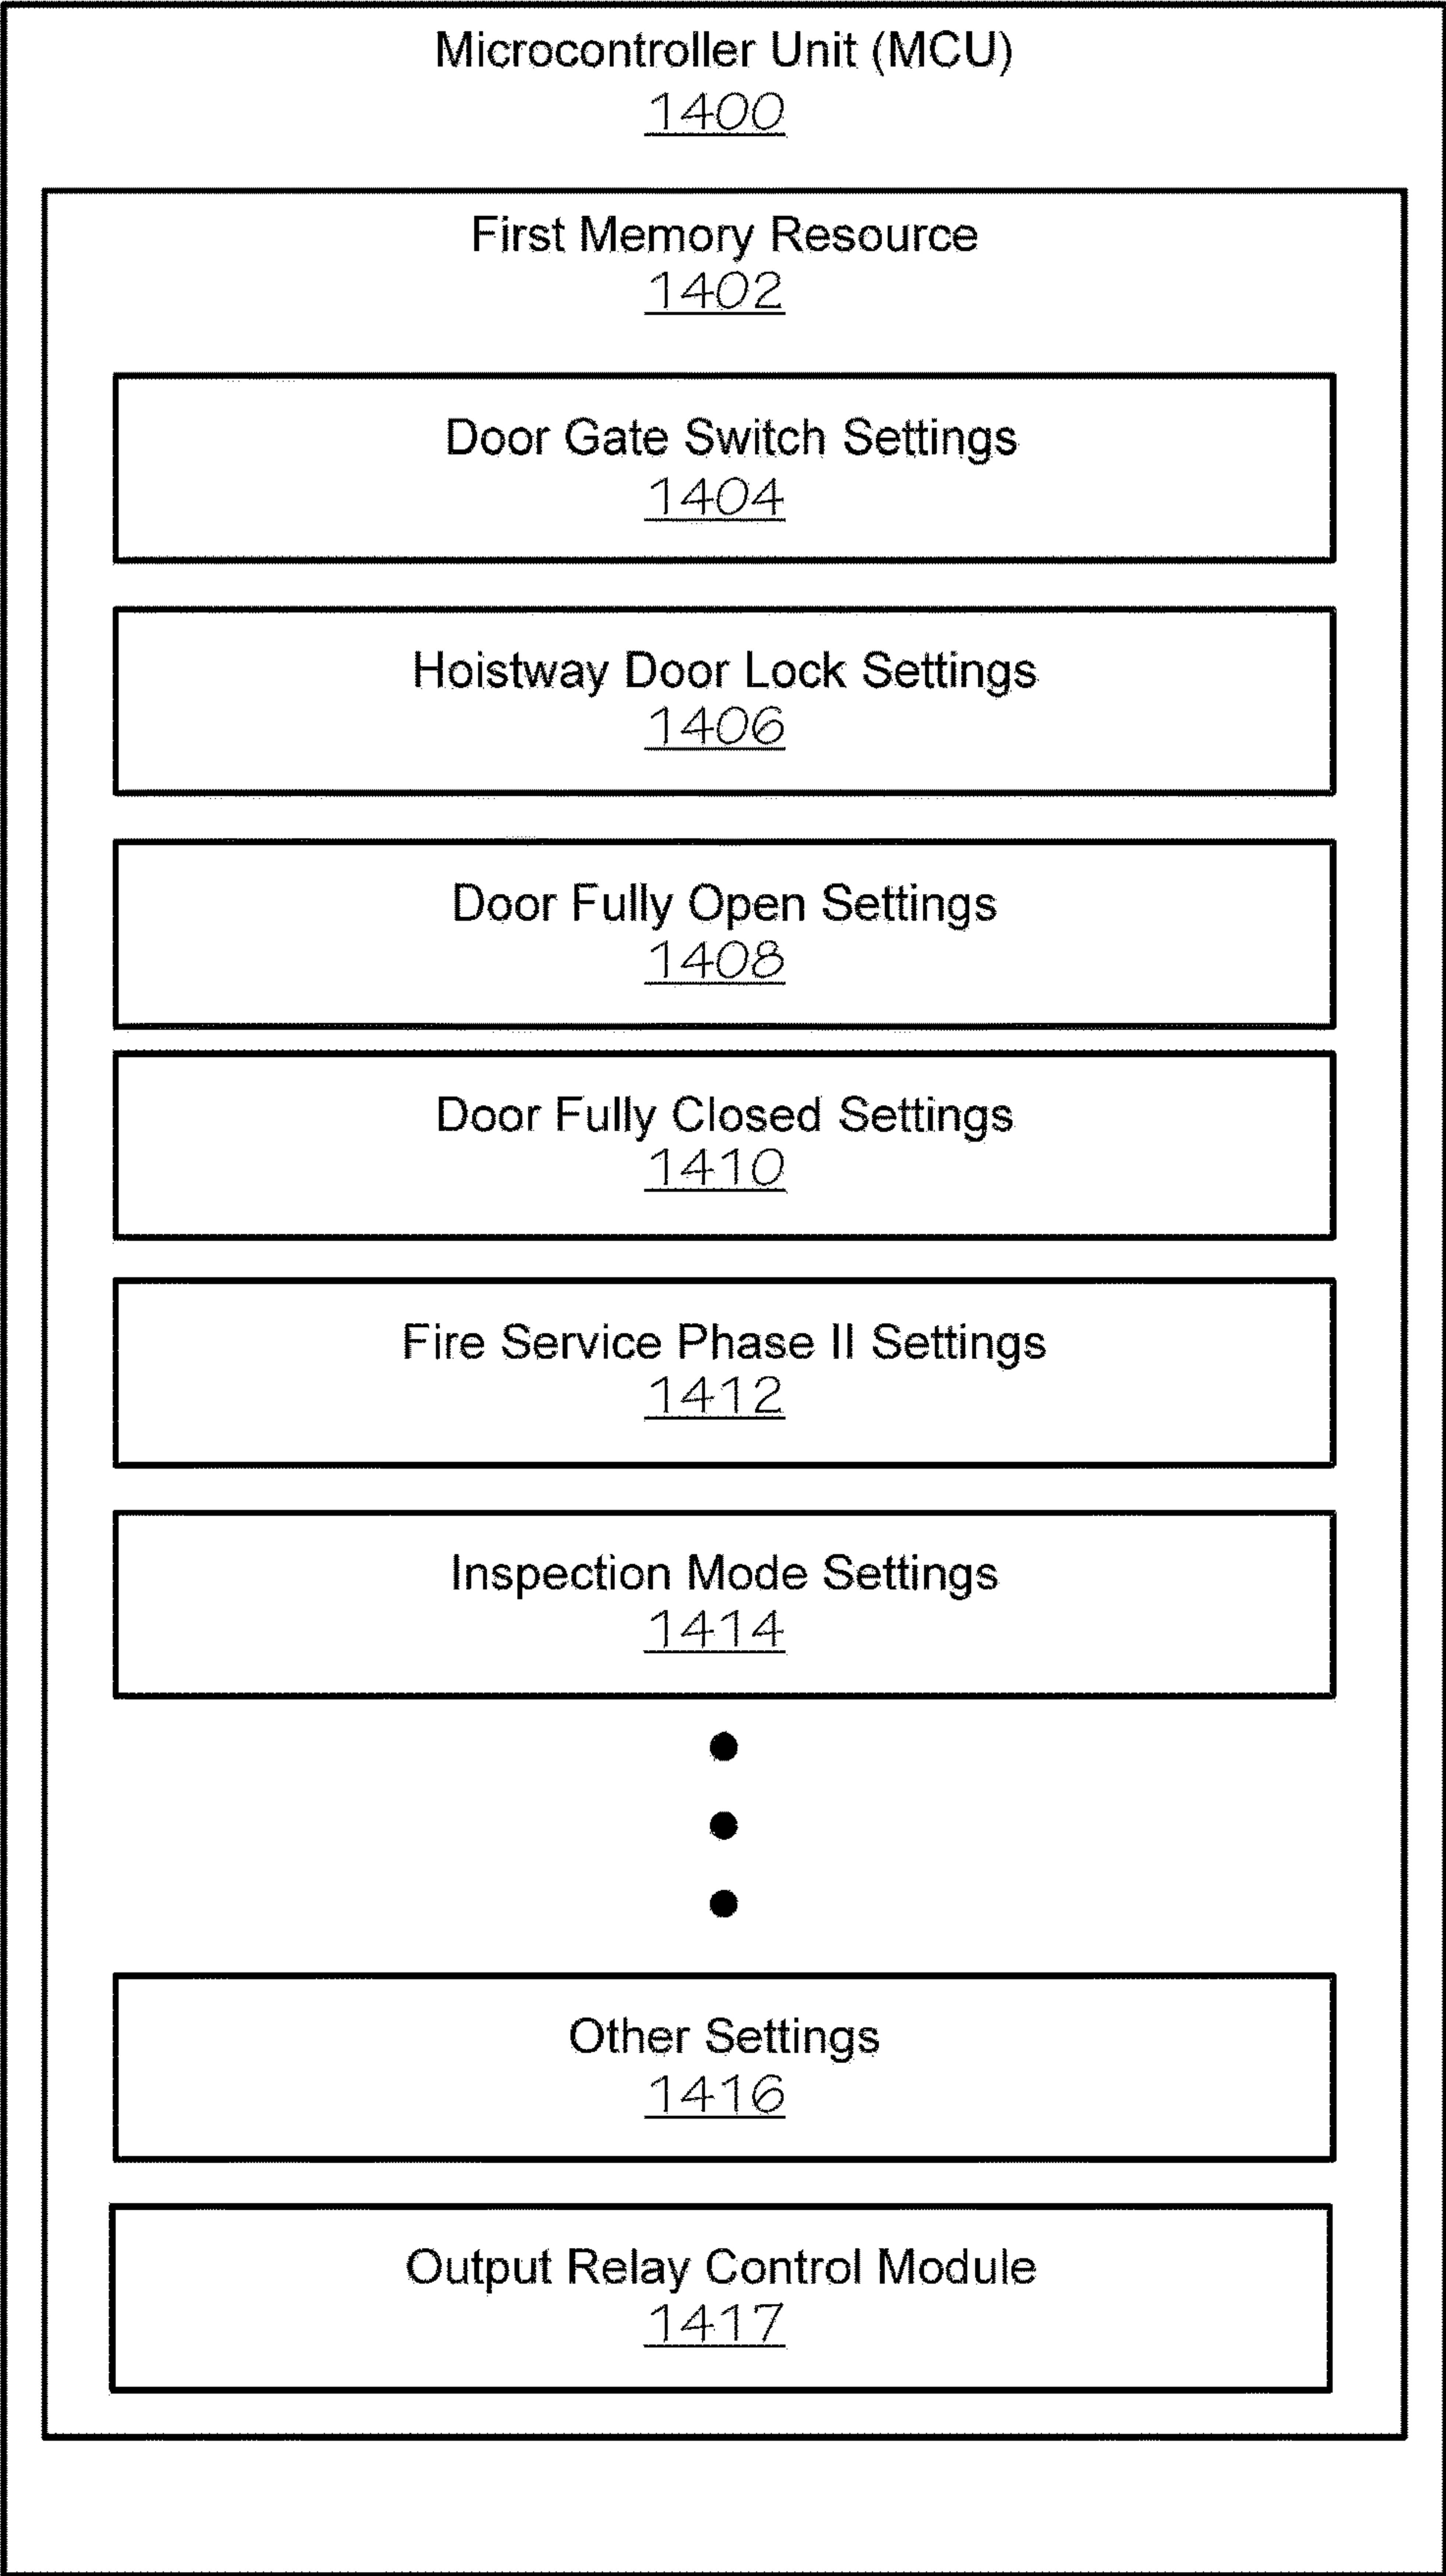 Microcontroller Unit (MCU)
1400
First Memory Resource
1402
Door Gate Switch Settings
1404
Hoistway Door Lock Settings
1406
Door Fully Open Settings
1408
Door Fully Closed Settings
1410
Fire Service Phase II Settings
1412
Inspection Mode Settings
1414
Other Settings
1416
Output Relay Control Module
1417